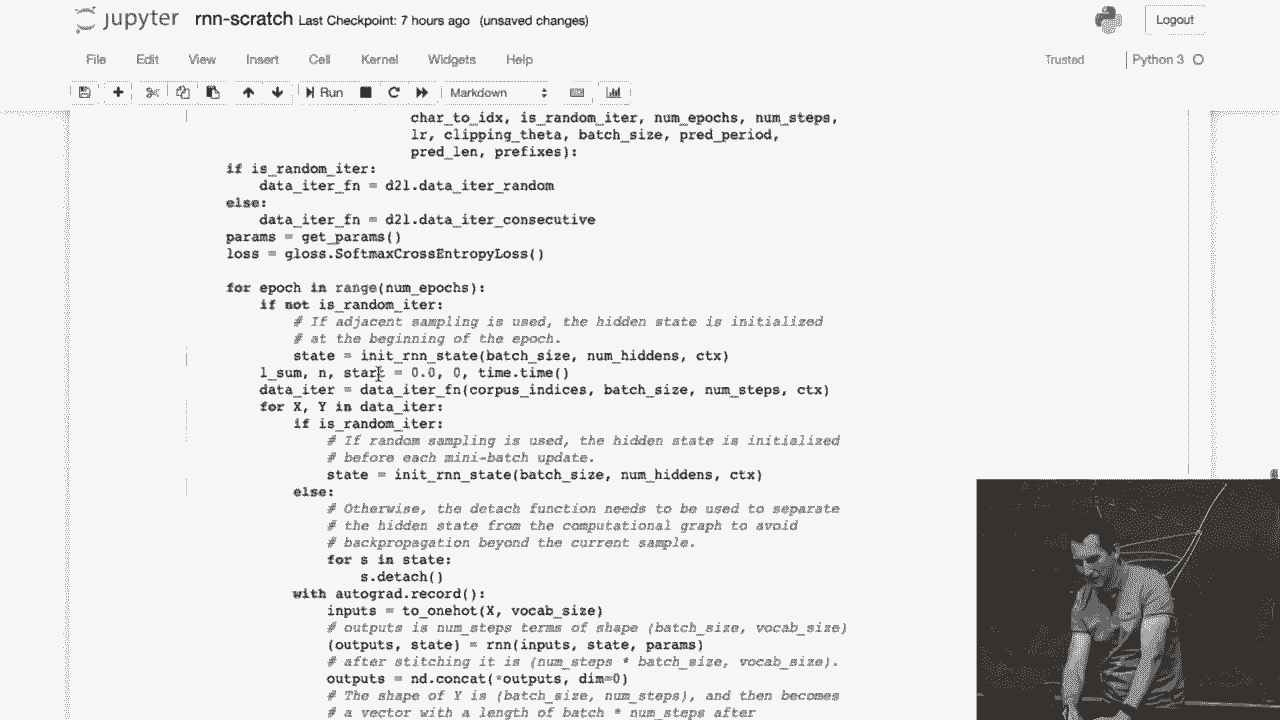 jupyter rnn-scratch Last Checkpoint: 7 hours ago (unsaved changes) Logout
File Edit View Insert Cell Kernel Widgets Help Trusted Python 3
Run Markdown
char_to_idx, is_random_iter, num_epochs, num_steps,
lr, clipping_theta, batch_size, pred_period,
pred_len, prefixes):
if is_random_iter:
data_iter_fn = d2l.data_iter_random
else:
data_iter_fn = d2l.data_iter_consecutive
params = get_params()
loss = gloss.SoftmaxCrossEntropyLoss()
for epoch in range(num_epochs):
if not is_random_iter:
# If adjacent sampling is used, the hidden state is initialized
# at the beginning of the epoch.
state = init_rnn_state(batch_size, num_hiddens, ctx)
l_sum, n, start = 0.0, 0, time.time()
data_iter = data_iter_fn(corpus_indices, batch_size, num_steps, ctx)
for X, Y in data_iter:
if is_random_iter:
# If random sampling is used, the hidden state is initialized
# before each mini-batch update.
state = init_rnn_state(batch_size, num_hiddens, ctx)
else:
# Otherwise, the detach function needs to be used to separate
# the hidden state from the computational graph to avoid
# backpropagation beyond the current sample.
for s in state:
s.detach()
with autograd.record():
inputs = to_onehot(X, vocab_size)
# outputs is num_steps terms of shape (batch_size, vocab_size)
(outputs, state) = rnn(inputs, state, params)
# after stitching it is (num_steps * batch_size, vocab_size).
outputs = nd.concat(*outputs, dim=0)
# The shape of Y is (batch_size, num_steps), and then becomes
# a vector with a length of batch * num_steps after